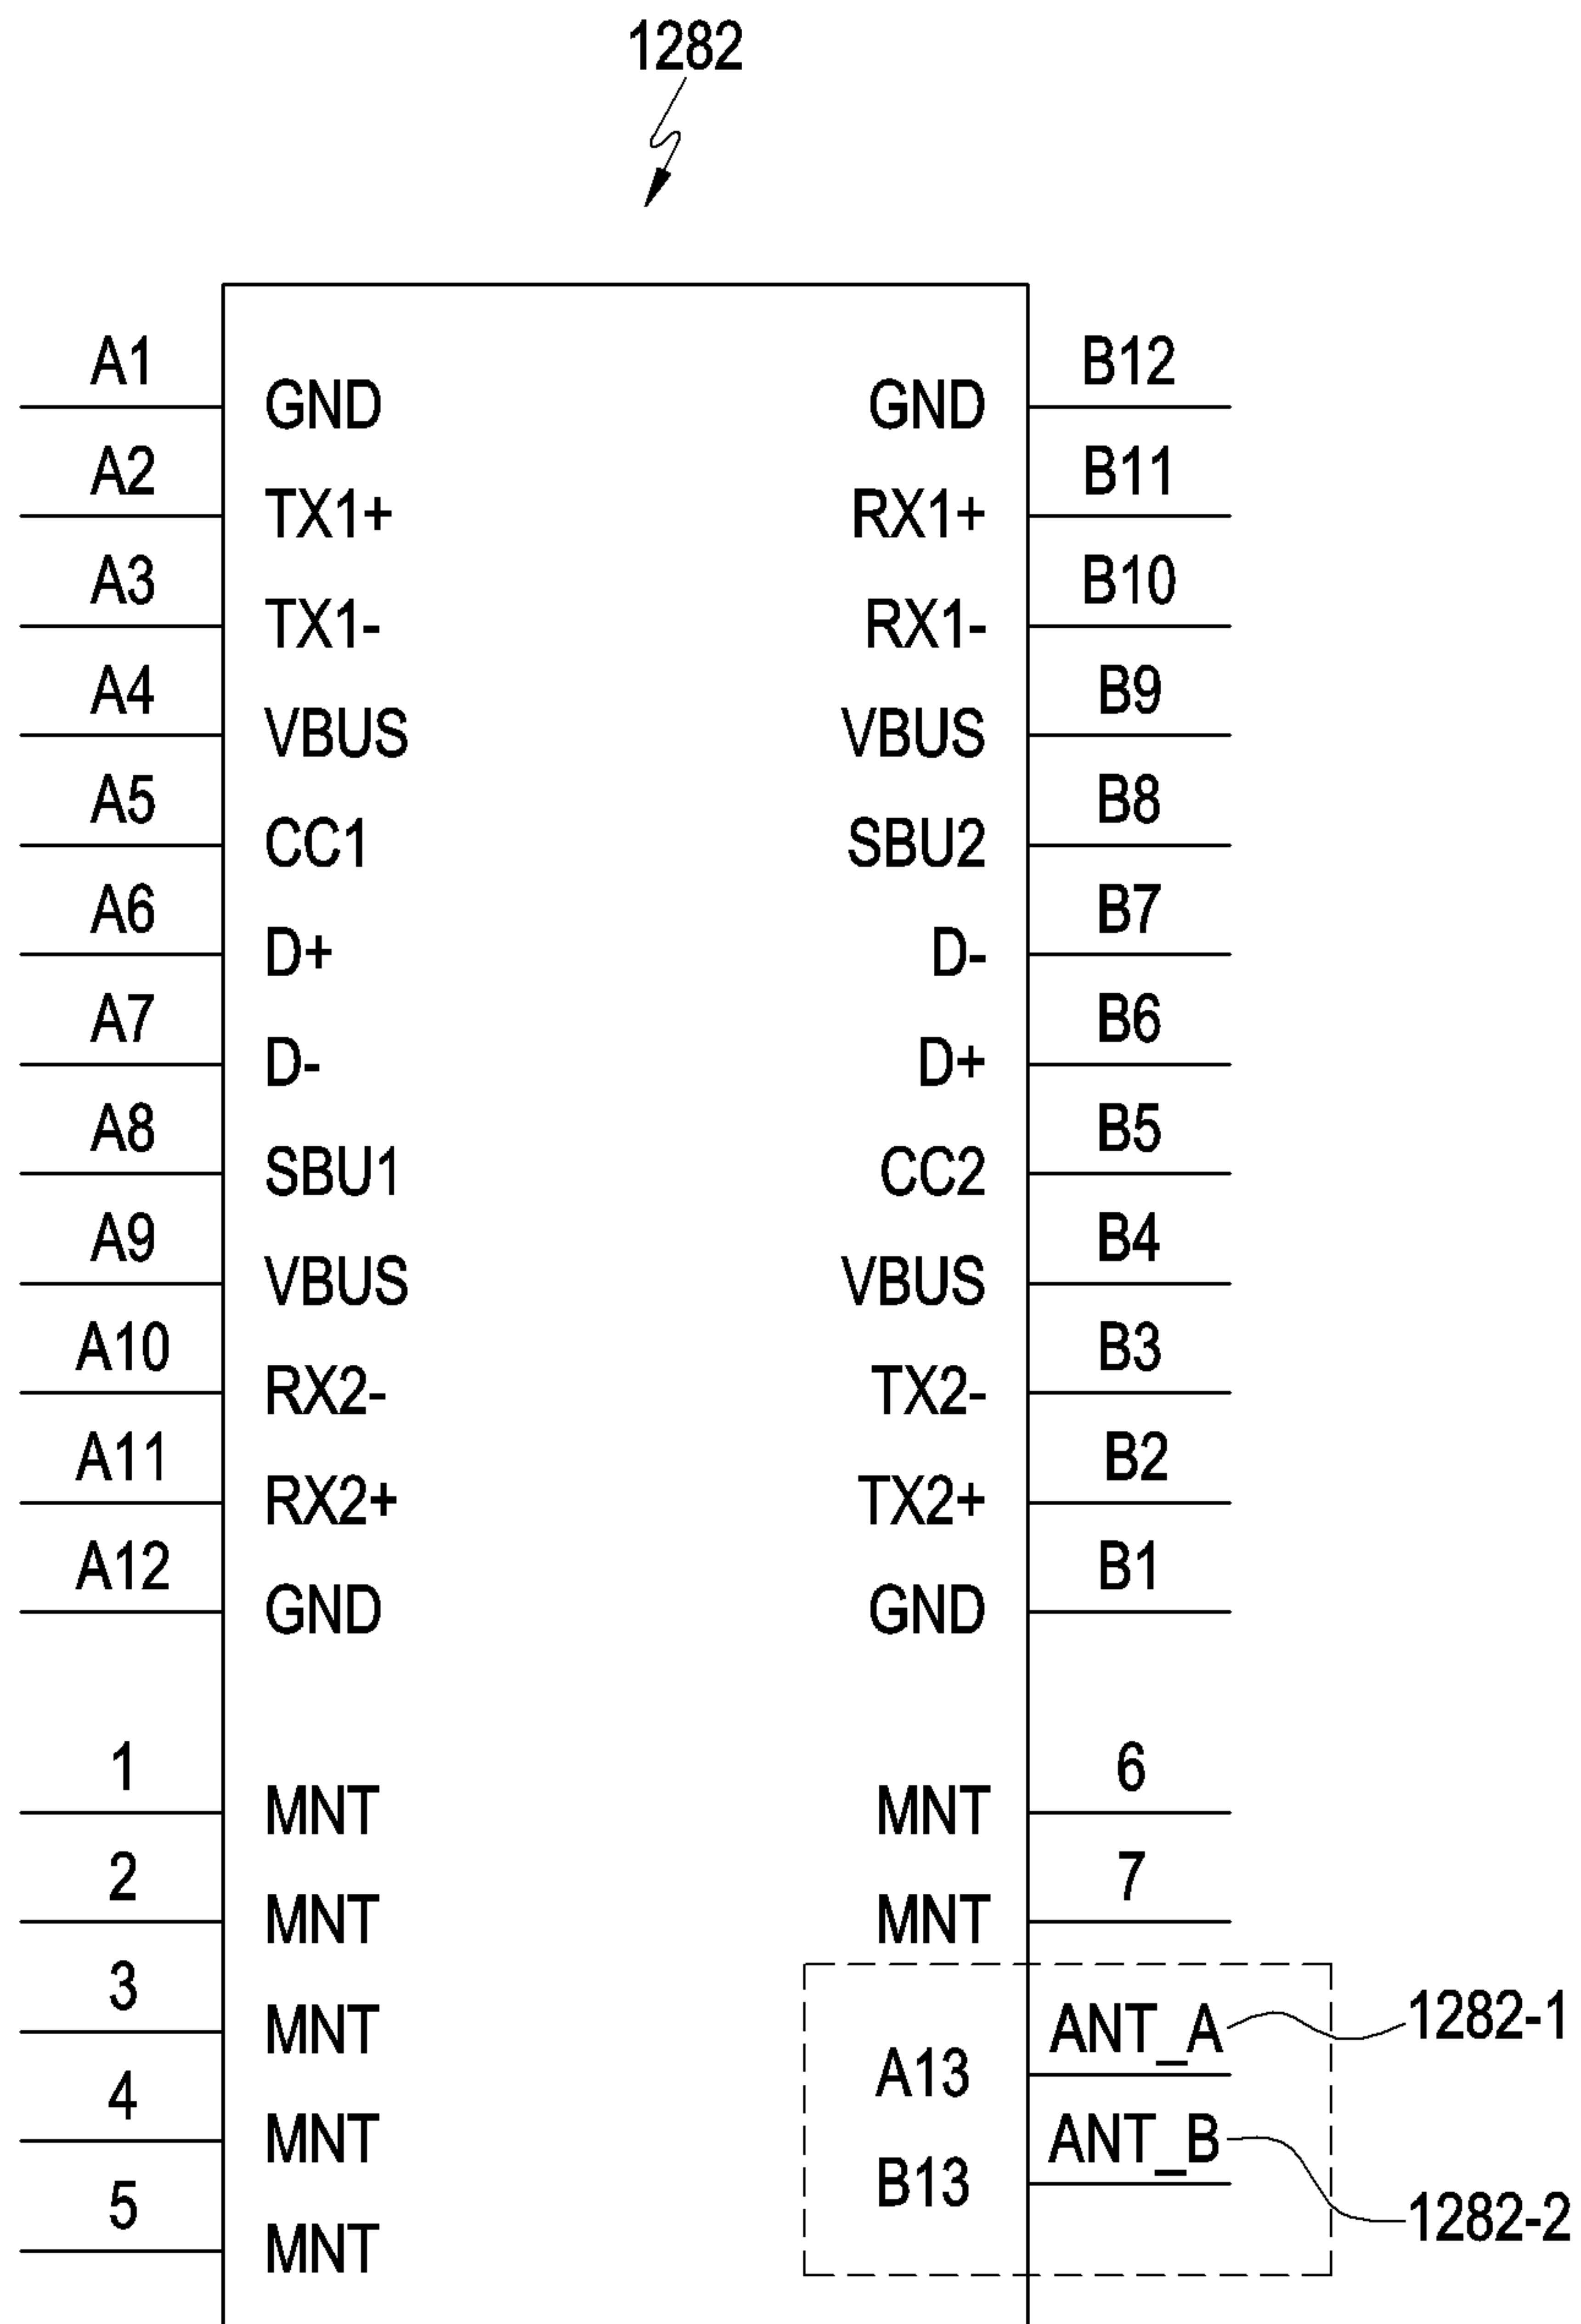 1282
A1 B12
GND GND
A2 B11
TX1+ RX1+
A3 B10
TX1- RX1-
A4 B9
VBUS VBUS
A5 B8
CC1 SBU2
A6 B7
D+ D-
A7 B6
D- D+
A8 B5
SBU1 CC2
A9 B4
VBUS VBUS
A10 B3
RX2- TX2-
A11 B2
RX2+ TX2+
A12 B1
GND GND
1 6
MNT MNT
2 7
MNT MNT
3 ANT_A 1282-1
MNT A13
4 ANT_B
MNT B13
5 1282-2
MNT